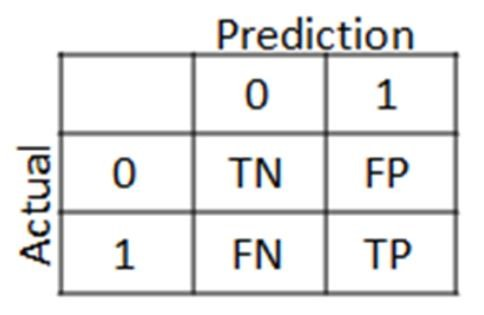 Prediction
0 1
Actual
0 TN FP
1 FN TP